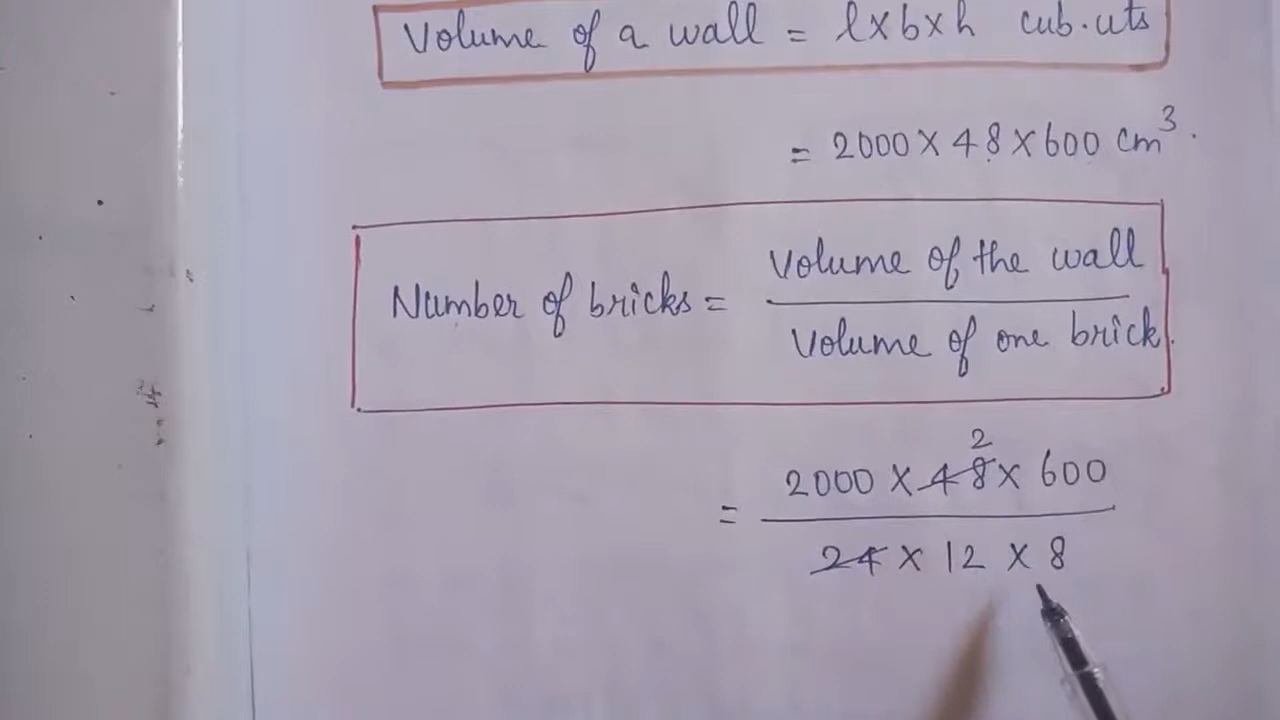 Volume of a wall = l×b×h cub.uts
= 2000 × 48 × 600 cm³.
Number of bricks = Volume of the wall
Volume of one brick.
2
= 2000 × 48 × 600
24 × 12 × 8